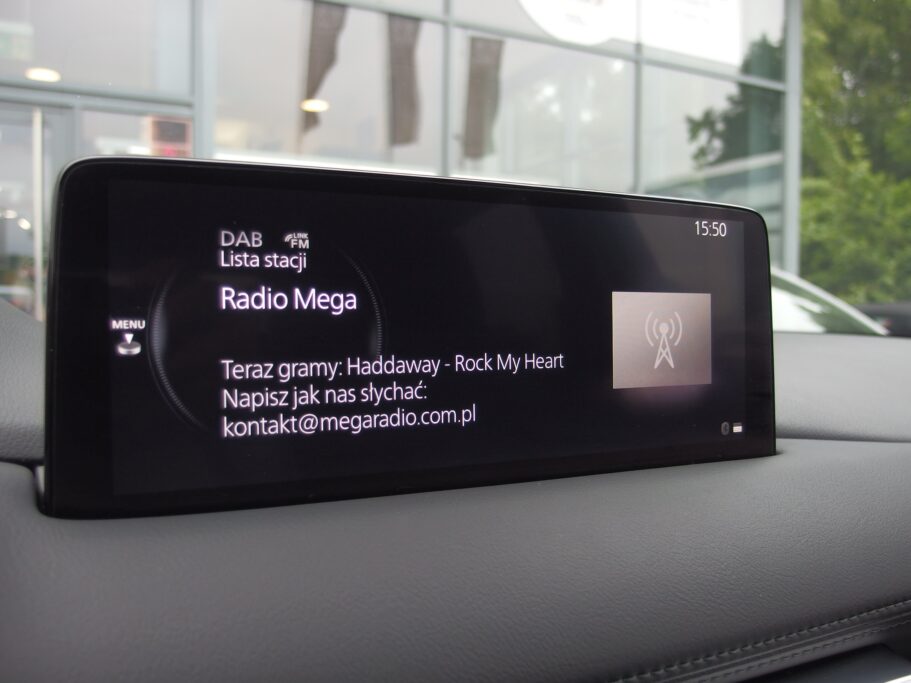 15:50
DAB LINK FM
Lista stacji
Radio Mega
MENU
Teraz gramy: Haddaway - Rock My Heart
Napisz jak nas słychać:
kontakt@megaradio.com.pl